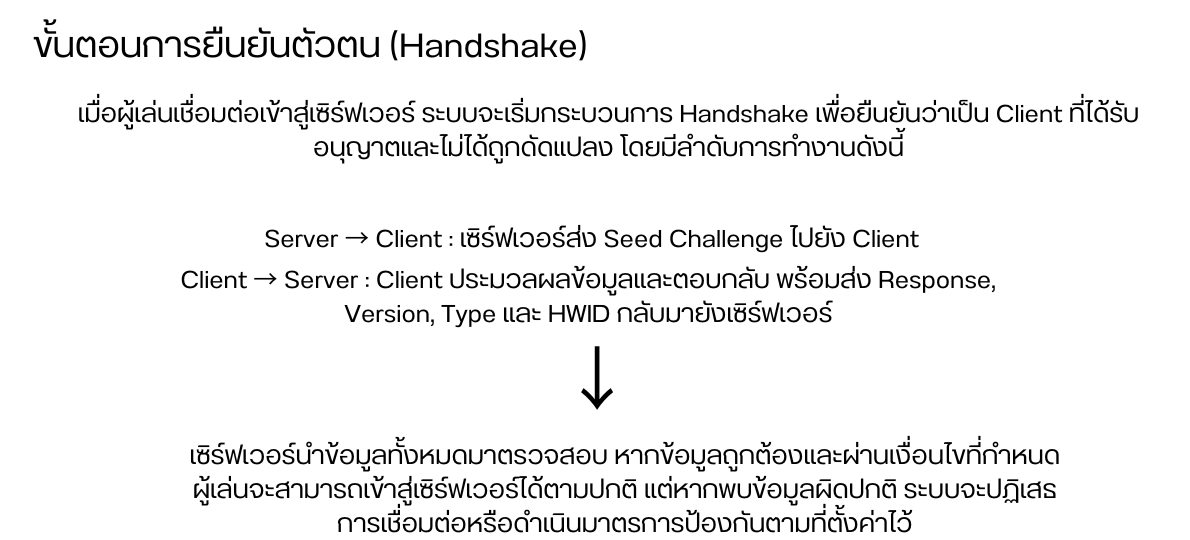 ขั้นตอนการยืนยันตัวตน (Handshake)
เมื่อผู้เล่นเชื่อมต่อเข้าสู่เซิร์ฟเวอร์ ระบบจะเริ่มกระบวนการ Handshake เพื่อยืนยันว่าเป็น Client ที่ได้รับ
อนุญาตและไม่ได้ถูกดัดแปลง โดยมีลำดับการทำงานดังนี้
Server → Client : เซิร์ฟเวอร์ส่ง Seed Challenge ไปยัง Client
Client → Server : Client ประมวลผลข้อมูลและตอบกลับ พร้อมส่ง Response,
Version, Type และ HWID กลับมายังเซิร์ฟเวอร์
↓
เซิร์ฟเวอร์นำข้อมูลทั้งหมดมาตรวจสอบ หากข้อมูลถูกต้องและผ่านเงื่อนไขที่กำหนด
ผู้เล่นจะสามารถเข้าสู่เซิร์ฟเวอร์ได้ตามปกติ แต่หากพบข้อมูลผิดปกติ ระบบจะปฏิเสธ
การเชื่อมต่อหรือดำเนินมาตรการป้องกันตามที่ตั้งค่าไว้